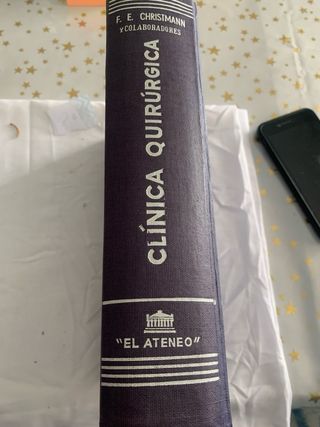 F. E. CHRISTMANN
Y COLABORADORES
CLÍNICA QUIRÚRGICA
"EL ATENEO"